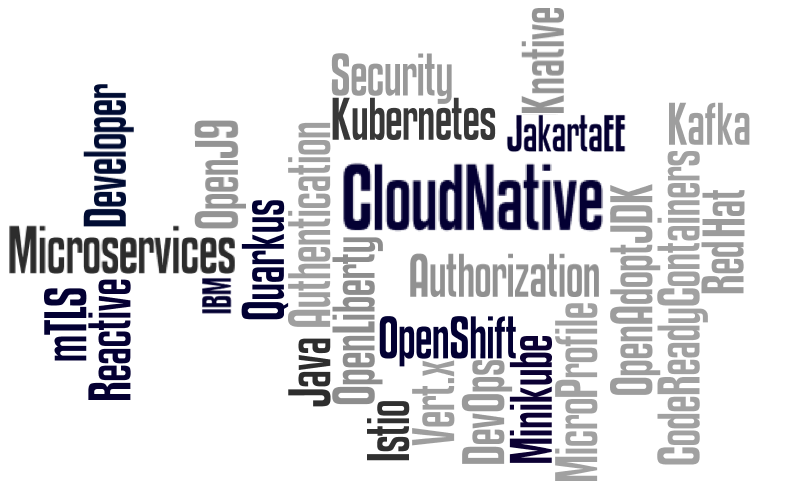 Knative
Security
Kubernetes
JakartaEE
Kafka
Developer
OpenJ9
Authentication
CloudNative
CodeReadyContainers
OpenAdoptJDK
RedHat
Quarkus
Microservices
OpenLiberty
Authorization
IBM
mTLS
Reactive
OpenShift
MicroProfile
Java
Minikube
Vert.x
DevOps
Istio